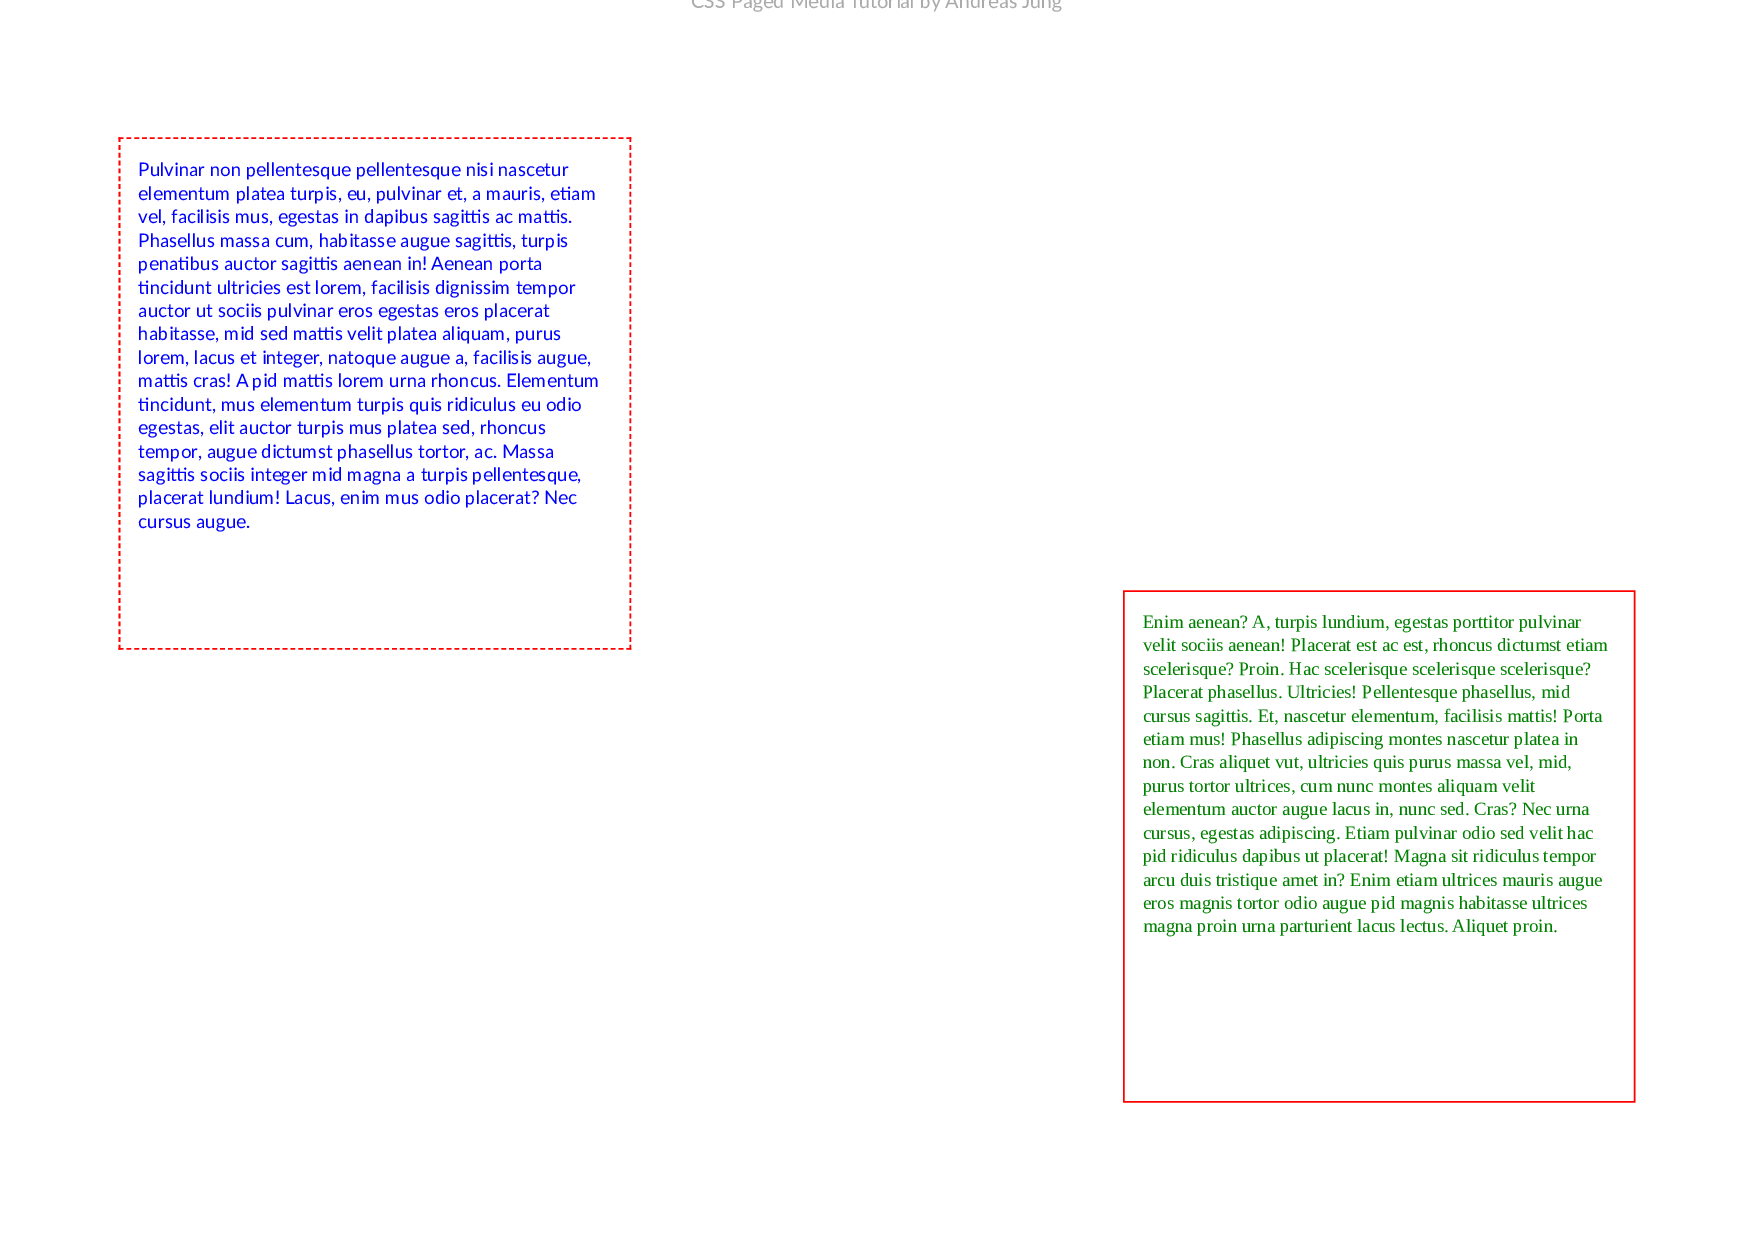 CSS Paged Media Tutorial by Andreas Jung
Pulvinar non pellentesque pellentesque nisi nascetur
elementum platea turpis, eu, pulvinar et, a mauris, etiam
vel, facilisis mus, egestas in dapibus sagittis ac mattis.
Phasellus massa cum, habitasse augue sagittis, turpis
penatibus auctor sagittis aenean in! Aenean porta
tincidunt ultricies est lorem, facilisis dignissim tempor
auctor ut sociis pulvinar eros egestas eros placerat
habitasse, mid sed mattis velit platea aliquam, purus
lorem, lacus et integer, natoque augue a, facilisis augue,
mattis cras! A pid mattis lorem urna rhoncus. Elementum
tincidunt, mus elementum turpis quis ridiculus eu odio
egestas, elit auctor turpis mus platea sed, rhoncus
tempor, augue dictumst phasellus tortor, ac. Massa
sagittis sociis integer mid magna a turpis pellentesque,
placerat lundium! Lacus, enim mus odio placerat? Nec
cursus augue.
Enim aenean? A, turpis lundium, egestas porttitor pulvinar
velit sociis aenean! Placerat est ac est, rhoncus dictumst etiam
scelerisque? Proin. Hac scelerisque scelerisque scelerisque?
Placerat phasellus. Ultricies! Pellentesque phasellus, mid
cursus sagittis. Et, nascetur elementum, facilisis mattis! Porta
etiam mus! Phasellus adipiscing montes nascetur platea in
non. Cras aliquet vut, ultricies quis purus massa vel, mid,
purus tortor ultrices, cum nunc montes aliquam velit
elementum auctor augue lacus in, nunc sed. Cras? Nec urna
cursus, egestas adipiscing. Etiam pulvinar odio sed velit hac
pid ridiculus dapibus ut placerat! Magna sit ridiculus tempor
arcu duis tristique amet in? Enim etiam ultrices mauris augue
eros magnis tortor odio augue pid magnis habitasse ultrices
magna proin urna parturient lacus lectus. Aliquet proin.